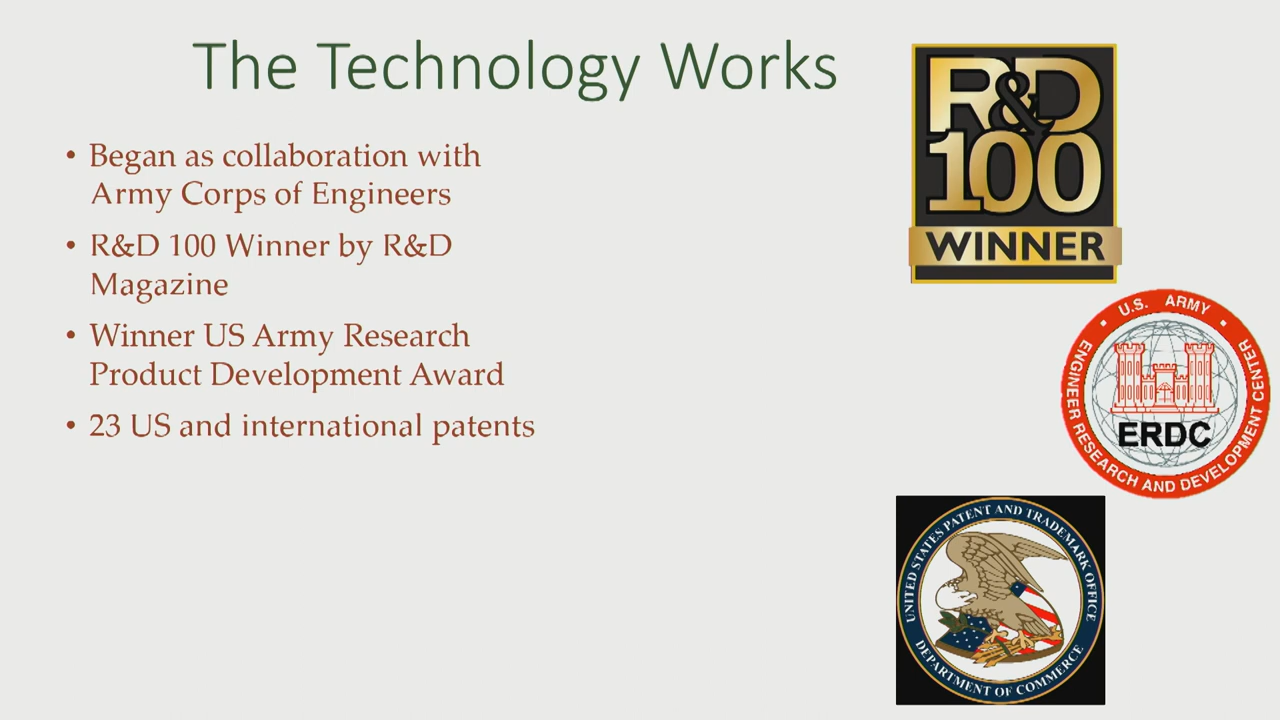 The Technology Works
• Began as collaboration with
Army Corps of Engineers
• R&D 100 Winner by R&D
Magazine
• Winner US Army Research
Product Development Award
• 23 US and international patents
R&D
100
WINNER
U.S. ARMY
ENGINEER RESEARCH AND DEVELOPMENT CENTER
ERDC
UNITED STATES PATENT AND TRADEMARK OFFICE
DEPARTMENT OF COMMERCE